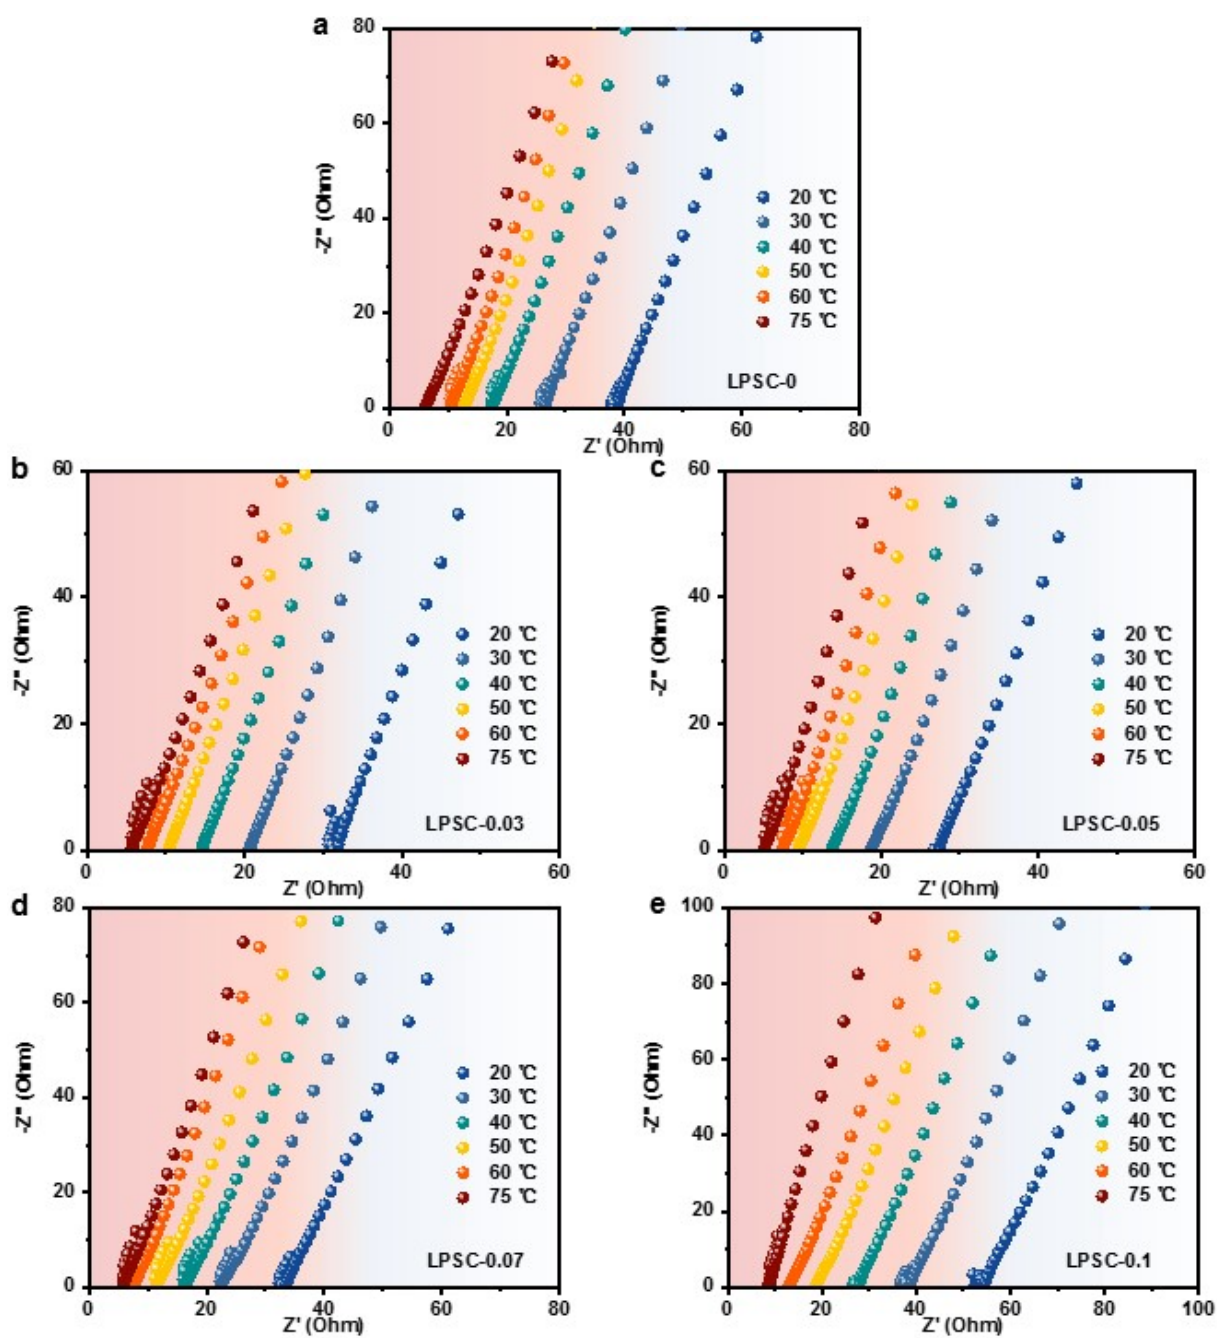 a
80
60
40
20
0
-Z'' (Ohm)
20 ℃
30 ℃
40 ℃
50 ℃
60 ℃
75 ℃
LPSC-0
0 20 40 60 80
Z' (Ohm)
b
60
40
20
0
-Z'' (Ohm)
20 ℃
30 ℃
40 ℃
50 ℃
60 ℃
75 ℃
LPSC-0.03
0 20 40 60
Z' (Ohm)
c
60
40
20
0
-Z'' (Ohm)
20 ℃
30 ℃
40 ℃
50 ℃
60 ℃
75 ℃
LPSC-0.05
0 20 40 60
Z' (Ohm)
d
80
60
40
20
0
-Z'' (Ohm)
20 ℃
30 ℃
40 ℃
50 ℃
60 ℃
75 ℃
LPSC-0.07
0 20 40 60 80
Z' (Ohm)
e
100
80
60
40
20
0
-Z'' (Ohm)
20 ℃
30 ℃
40 ℃
50 ℃
60 ℃
75 ℃
LPSC-0.1
0 20 40 60 80 100
Z' (Ohm)